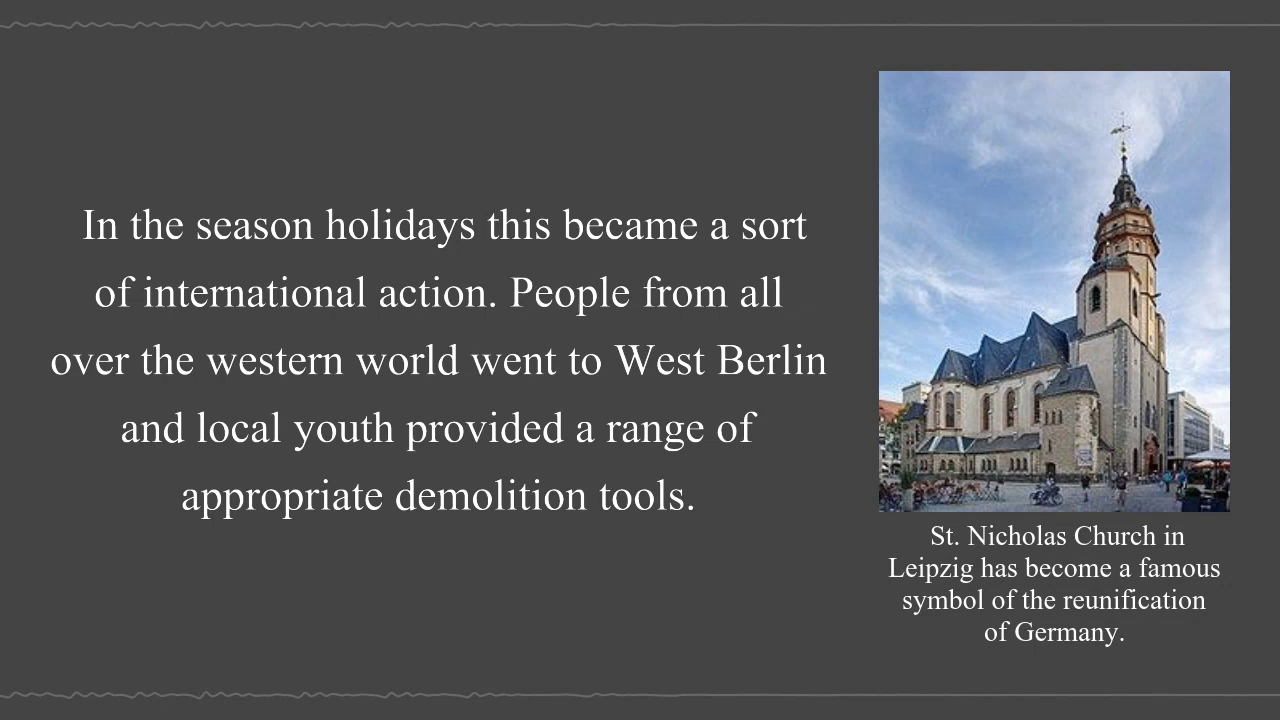 In the season holidays this became a sort
of international action. People from all
over the western world went to West Berlin
and local youth provided a range of
appropriate demolition tools.
St. Nicholas Church in
Leipzig has become a famous
symbol of the reunification
of Germany.